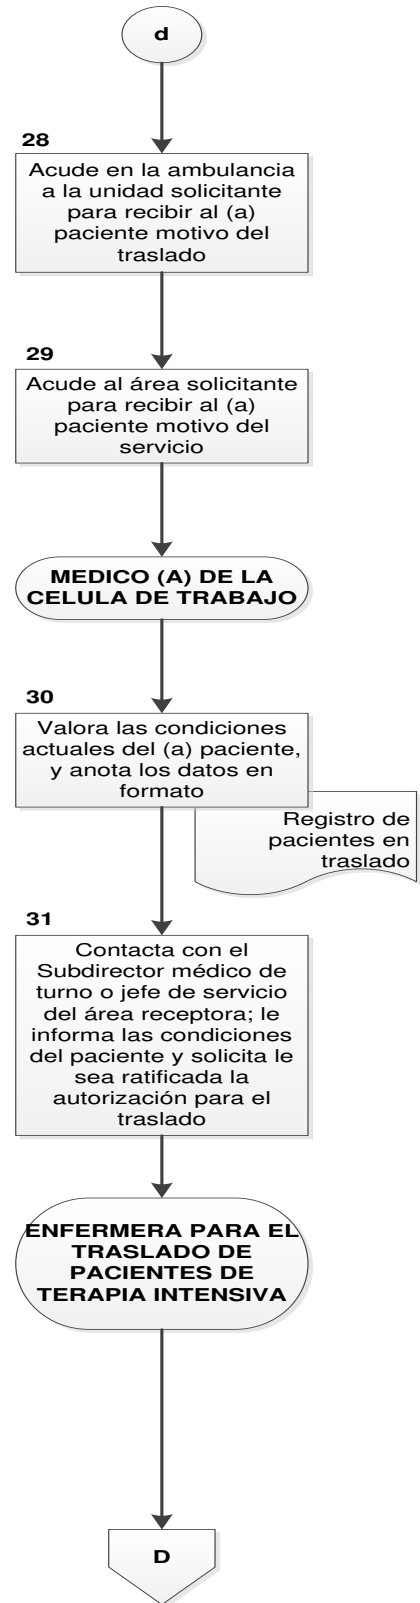 d
28
Acude en la ambulancia
a la unidad solicitante
para recibir al (a)
paciente motivo del
traslado
29
Acude al área solicitante
para recibir al (a)
paciente motivo del
servicio
MEDICO (A) DE LA
CELULA DE TRABAJO
30
Valora las condiciones
actuales del (a) paciente,
y anota los datos en
formato
Registro de
pacientes en
traslado
31
Contacta con el
Subdirector médico de
turno o jefe de servicio
del área receptora; le
informa las condiciones
del paciente y solicita le
sea ratificada la
autorización para el
traslado
ENFERMERA PARA EL
TRASLADO DE
PACIENTES DE
TERAPIA INTENSIVA
D